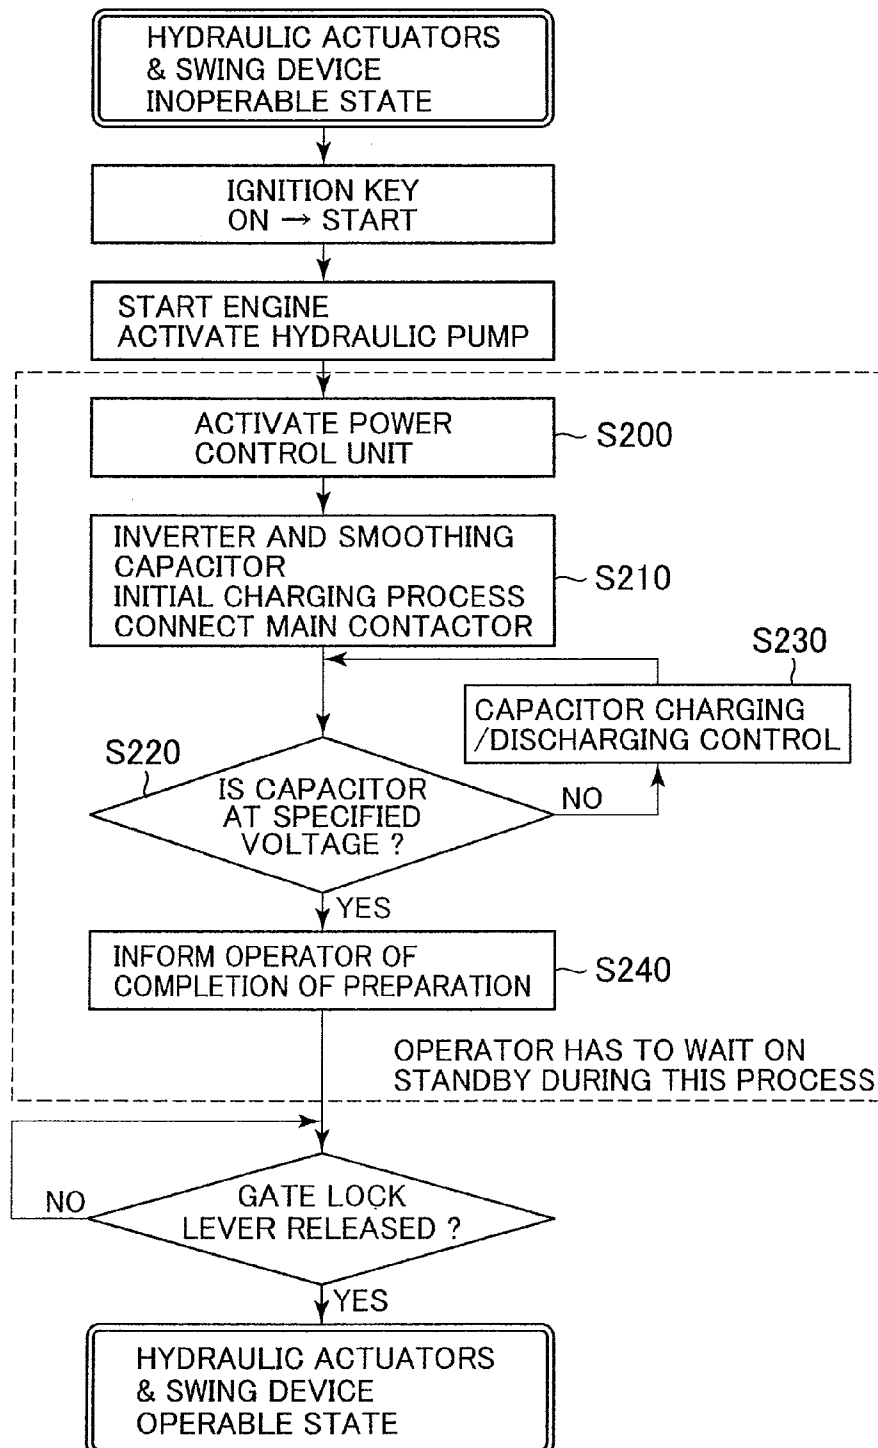 HYDRAULIC ACTUATORS
& SWING DEVICE
INOPERABLE STATE
IGNITION KEY
ON → START
START ENGINE
ACTIVATE HYDRAULIC PUMP
ACTIVATE POWER
CONTROL UNIT
S200
INVERTER AND SMOOTHING
CAPACITOR
INITIAL CHARGING PROCESS
CONNECT MAIN CONTACTOR
S210
S230
CAPACITOR CHARGING
/DISCHARGING CONTROL
S220
IS CAPACITOR
AT SPECIFIED
VOLTAGE ?
NO
YES
INFORM OPERATOR OF
COMPLETION OF PREPARATION
S240
OPERATOR HAS TO WAIT ON
STANDBY DURING THIS PROCESS
GATE LOCK
LEVER RELEASED ?
NO
YES
HYDRAULIC ACTUATORS
& SWING DEVICE
OPERABLE STATE